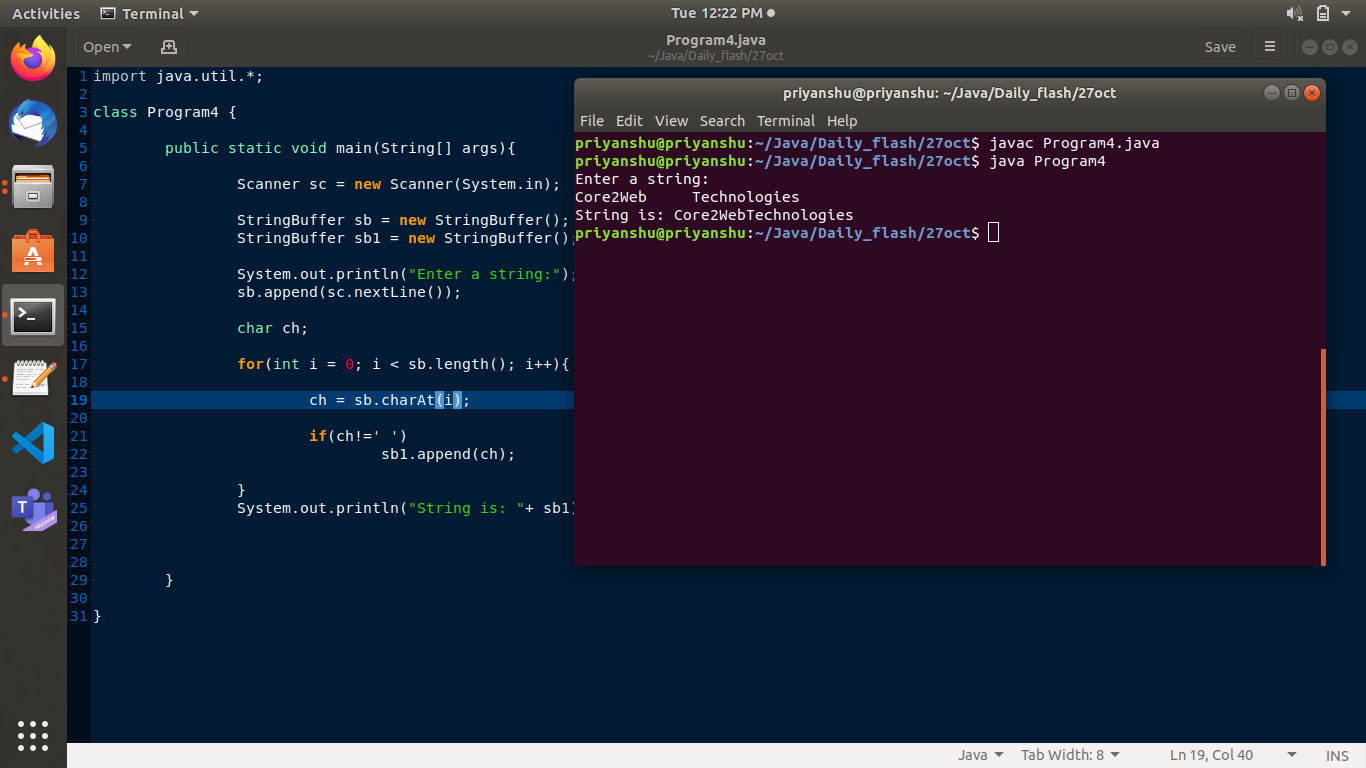 Activities Terminal Tue 12:22 PM
Open Program4.java Save
~/Java/Daily_flash/27oct
1 import java.util.*;
2
3 class Program4 {
4
5         public static void main(String[] args){
6
7                 Scanner sc = new Scanner(System.in);
8
9                 StringBuffer sb = new StringBuffer();
10                 StringBuffer sb1 = new StringBuffer();
11
12                 System.out.println("Enter a string:");
13                 sb.append(sc.nextLine());
14
15                 char ch;
16
17                 for(int i = 0; i < sb.length(); i++){
18
19                         ch = sb.charAt(i);
20
21                         if(ch!=' ')
22                                 sb1.append(ch);
23
24                 }
25                 System.out.println("String is: "+ sb1)
26
27
28
29         }
30
31 }
priyanshu@priyanshu: ~/Java/Daily_flash/27oct
File Edit View Search Terminal Help
priyanshu@priyanshu:~/Java/Daily_flash/27oct$ javac Program4.java
priyanshu@priyanshu:~/Java/Daily_flash/27oct$ java Program4
Enter a string:
Core2Web     Technologies
String is: Core2WebTechnologies
priyanshu@priyanshu:~/Java/Daily_flash/27oct$
T
PREVIEW
Java Tab Width: 8 Ln 19, Col 40 INS